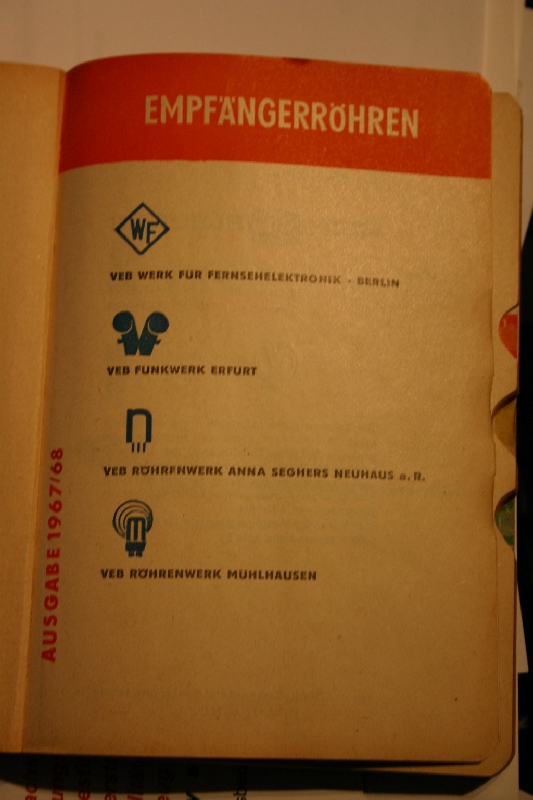 EMPFÄNGERRÖHREN
WF
VEB WERK FÜR FERNSEHELEKTRONIK - BERLIN
VEB FUNKWERK ERFURT
n
VEB RÖHRENWERK ANNA SEGHERS NEUHAUS a. R.
m
VEB RÖHRENWERK MÜHLHAUSEN
AUSGABE 1967/68